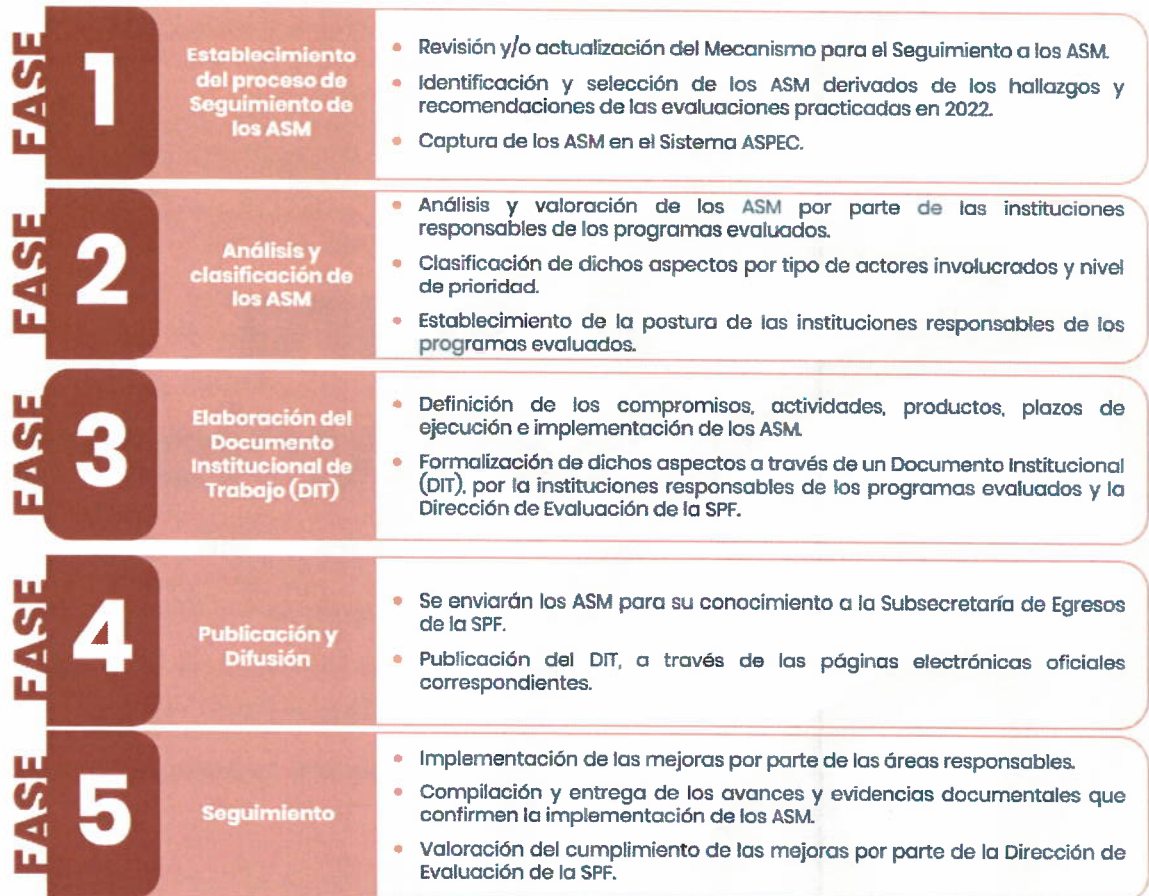 FASE
1
Establecimiento
del proceso de
Seguimiento de
los ASM
• Revisión y/o actualización del Mecanismo para el Seguimiento a los ASM.
• Identificación y selección de los ASM derivados de los hallazgos y
recomendaciones de las evaluaciones practicadas en 2022.
• Captura de los ASM en el Sistema ASPEC.
FASE
2
Análisis y
clasificación de
los ASM
• Análisis y valoración de los ASM por parte de las instituciones
responsables de los programas evaluados.
• Clasificación de dichos aspectos por tipo de actores involucrados y nivel
de prioridad.
• Establecimiento de la postura de las instituciones responsables de los
programas evaluados.
FASE
3
Elaboración del
Documento
Institucional de
Trabajo (DIT)
• Definición de los compromisos, actividades, productos, plazos de
ejecución e implementación de los ASM.
• Formalización de dichos aspectos a través de un Documento Institucional
(DIT), por la instituciones responsables de los programas evaluados y la
Dirección de Evaluación de la SPF.
FASE
4
Publicación y
Difusión
• Se enviarán los ASM para su conocimiento a la Subsecretaría de Egresos
de la SPF.
• Publicación del DIT, a través de las páginas electrónicas oficiales
correspondientes.
FASE
5
Seguimiento
• Implementación de las mejoras por parte de las áreas responsables.
• Compilación y entrega de los avances y evidencias documentales que
confirmen la implementación de los ASM.
• Valoración del cumplimiento de las mejoras por parte de la Dirección de
Evaluación de la SPF.